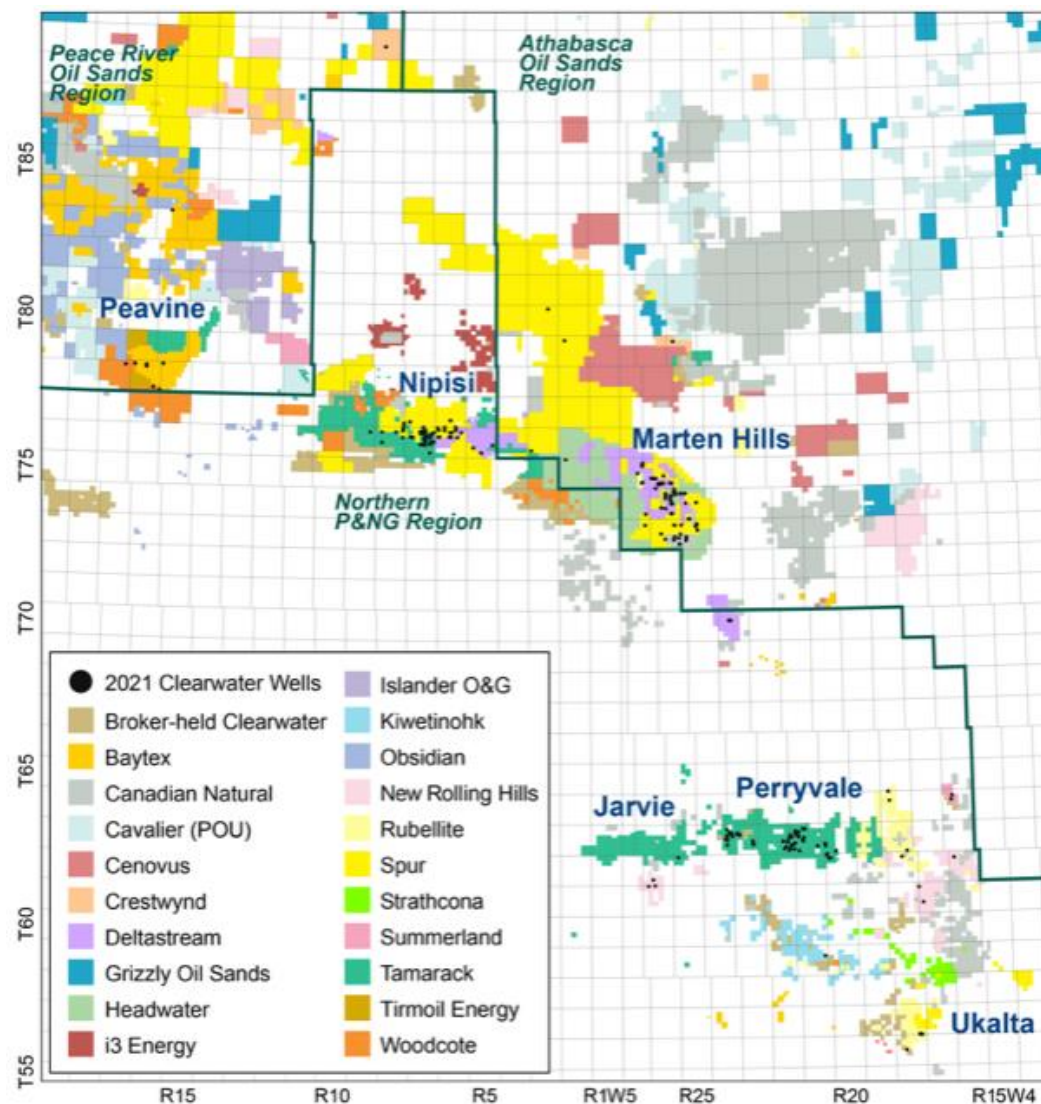 Peace River
Oil Sands
Region
Athabasca
Oil Sands
Region
T85
T80
T75
T70
T65
T60
T55
Peavine
Nipisi
Marten Hills
Northern
P&NG Region
Jarvie
Perryvale
Ukalta
2021 Clearwater Wells
Broker-held Clearwater
Baytex
Canadian Natural
Cavalier (POU)
Cenovus
Crestwynd
Deltastream
Grizzly Oil Sands
Headwater
i3 Energy
Islander O&G
Kiwetinohk
Obsidian
New Rolling Hills
Rubellite
Spur
Strathcona
Summerland
Tamarack
Tirmoil Energy
Woodcote
R15
R10
R5
R1W5
R25
R20
R15W4